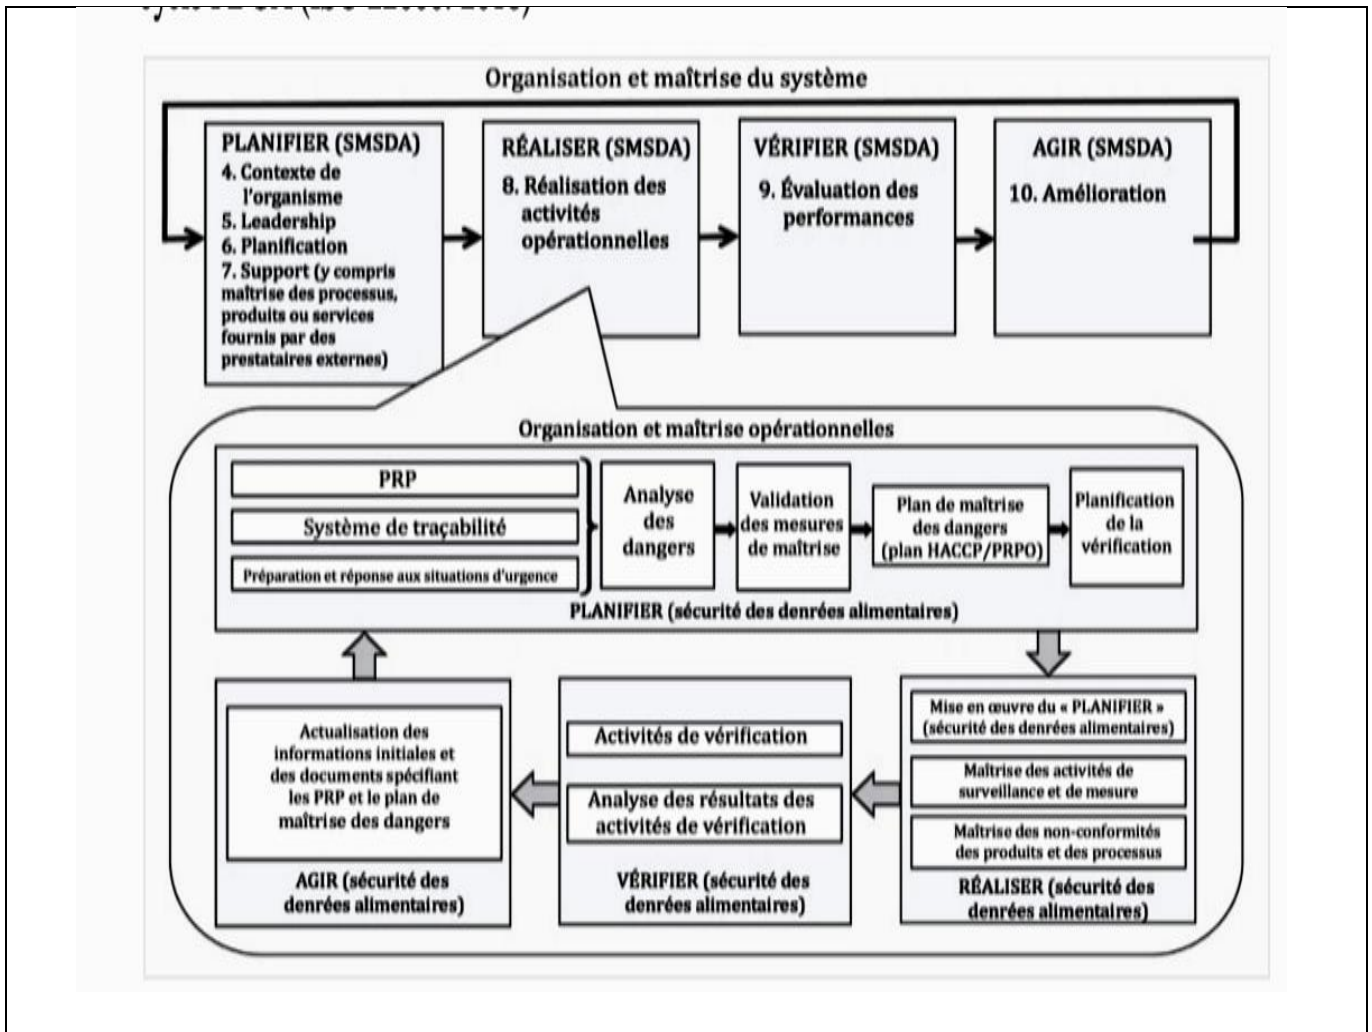 Organisation et maîtrise du système
PLANIFIER (SMSDA)
4. Contexte de
l'organisme
5. Leadership
6. Planification
7. Support (y compris
maîtrise des processus,
produits ou services
fournis par des
prestataires externes)
RÉALISER (SMSDA)
8. Réalisation des
activités
opérationnelles
VÉRIFIER (SMSDA)
9. Évaluation des
performances
AGIR (SMSDA)
10. Amélioration
Organisation et maîtrise opérationnelles
PRP
Système de traçabilité
Préparation et réponse aux situations d'urgence
Analyse
des
dangers
Validation
des mesures
de maîtrise
Plan de maîtrise
des dangers
(plan HACCP/PRPO)
Planification
de la
vérification
PLANIFIER (sécurité des denrées alimentaires)
Actualisation des
informations initiales et
des documents spécifiant
les PRP et le plan de
maîtrise des dangers
AGIR (sécurité des
denrées alimentaires)
Activités de vérification
Analyse des résultats des
activités de vérification
VÉRIFIER (sécurité des
denrées alimentaires)
Mise en œuvre du « PLANIFIER »
(sécurité des denrées alimentaires)
Maîtrise des activités de
surveillance et de mesure
Maîtrise des non-conformités
des produits et des processus
RÉALISER (sécurité des
denrées alimentaires)